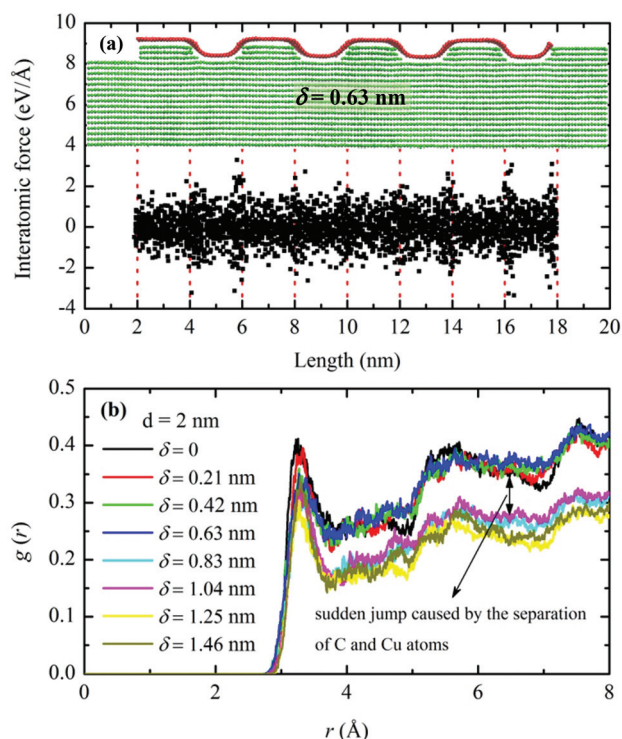 (a)
δ = 0.63 nm
Interatomic force (eV/Å)
10
8
6
4
2
0
-2
-4
0 2 4 6 8 10 12 14 16 18 20
Length (nm)
(b)
d = 2 nm
δ = 0
δ = 0.21 nm
δ = 0.42 nm
δ = 0.63 nm
δ = 0.83 nm
δ = 1.04 nm
δ = 1.25 nm
δ = 1.46 nm
sudden jump caused by the separation
of C and Cu atoms
g (r)
0.5
0.4
0.3
0.2
0.1
0.0
0 2 4 6 8
r (Å)